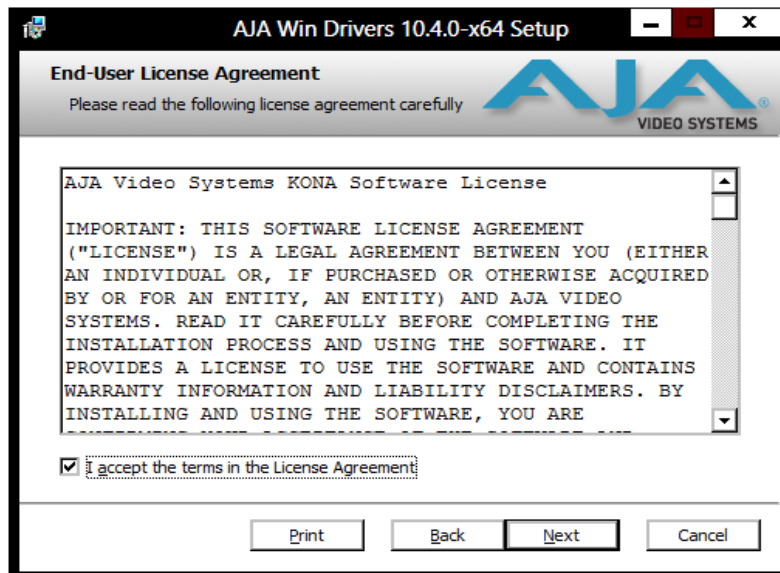 AJA Win Drivers 10.4.0-x64 Setup
End-User License Agreement
Please read the following license agreement carefully
AJA®
VIDEO SYSTEMS
AJA Video Systems KONA Software License
IMPORTANT: THIS SOFTWARE LICENSE AGREEMENT
("LICENSE") IS A LEGAL AGREEMENT BETWEEN YOU (EITHER
AN INDIVIDUAL OR, IF PURCHASED OR OTHERWISE ACQUIRED
BY OR FOR AN ENTITY, AN ENTITY) AND AJA VIDEO
SYSTEMS. READ IT CAREFULLY BEFORE COMPLETING THE
INSTALLATION PROCESS AND USING THE SOFTWARE. IT
PROVIDES A LICENSE TO USE THE SOFTWARE AND CONTAINS
WARRANTY INFORMATION AND LIABILITY DISCLAIMERS. BY
INSTALLING AND USING THE SOFTWARE, YOU ARE
I accept the terms in the License Agreement
Print Back Next Cancel